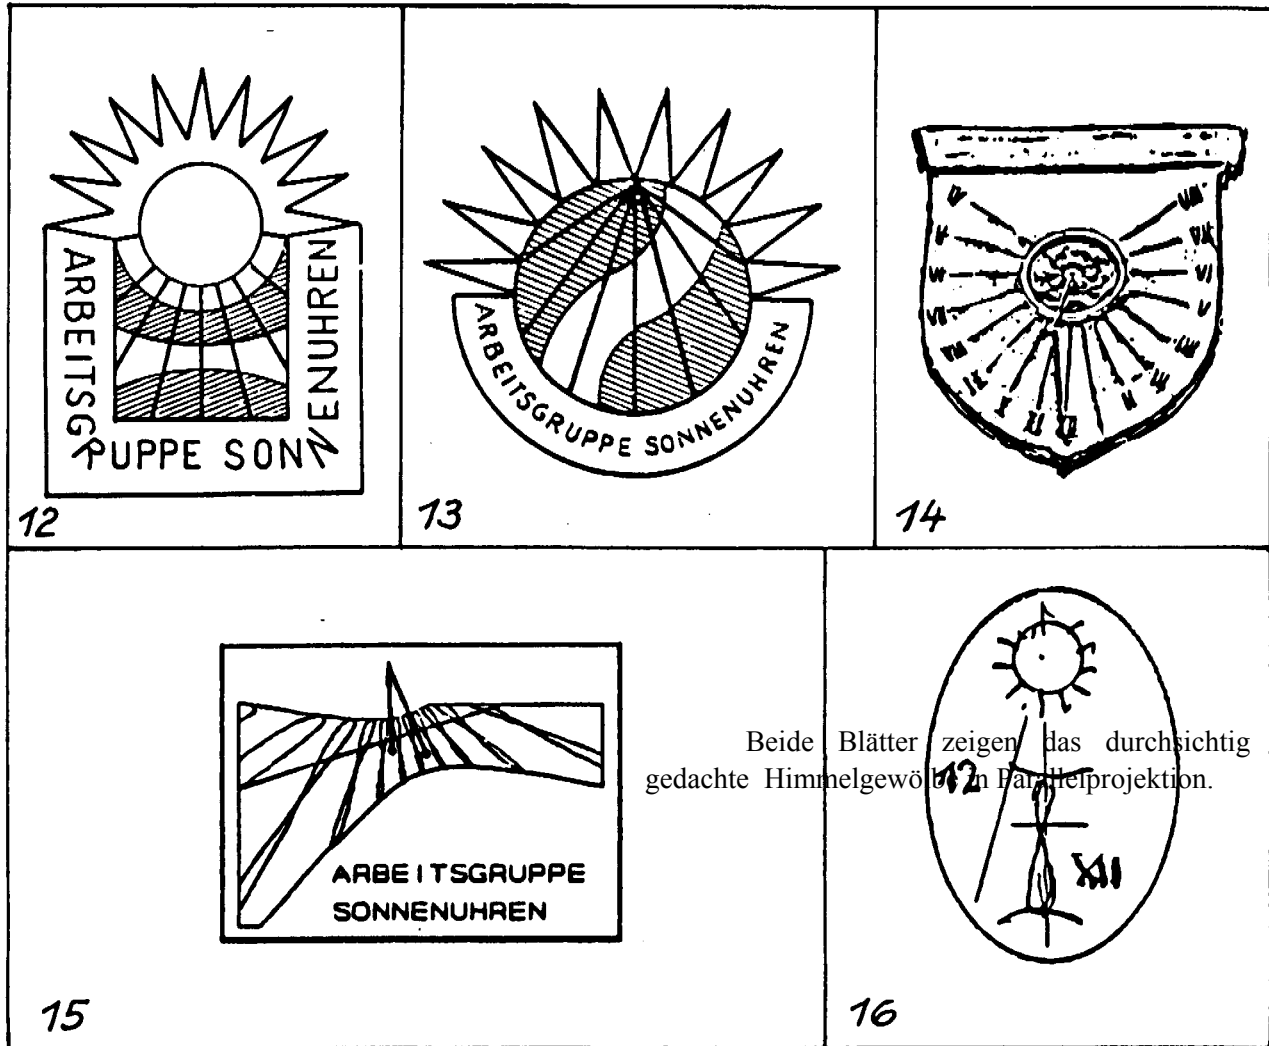 ARBEITSGRUPPE SONNENUHREN
12
ARBEITSGRUPPE SONNENUHREN
13
XII
14
ARBEITSGRUPPE
SONNENUHREN
15
Beide Blätter zeigen das durchsichtig
gedachte Himmelgewölbe in Parallelprojektion.
12
XII
16